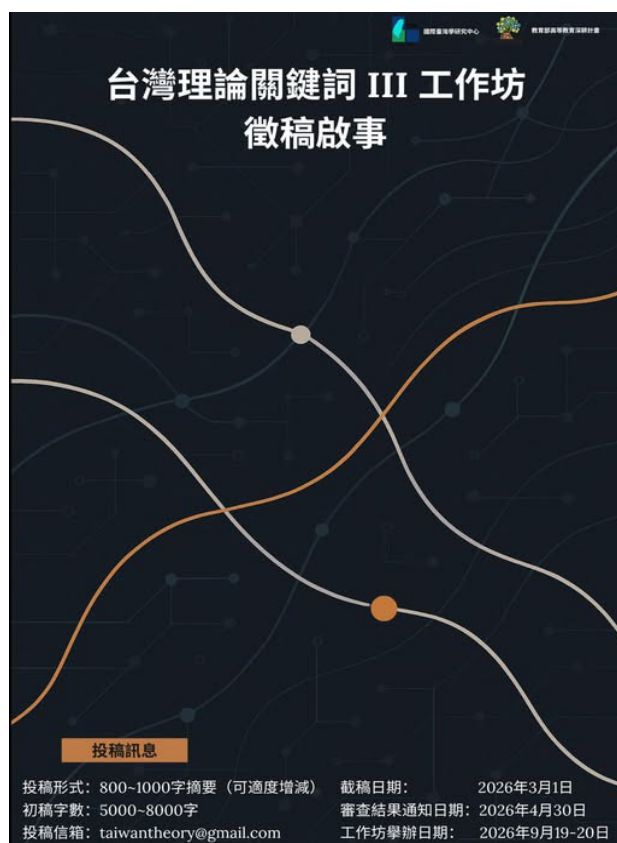 國際臺灣學研究中心 教育部高等教育深耕計畫
台灣理論關鍵詞 III 工作坊
徵稿啟事
投稿訊息
投稿形式：800~1000字摘要（可適度增減） 截稿日期： 2026年3月1日
初稿字數：5000~8000字 審查結果通知日期：2026年4月30日
投稿信箱：taiwantheory@gmail.com 工作坊舉辦日期： 2026年9月19-20日